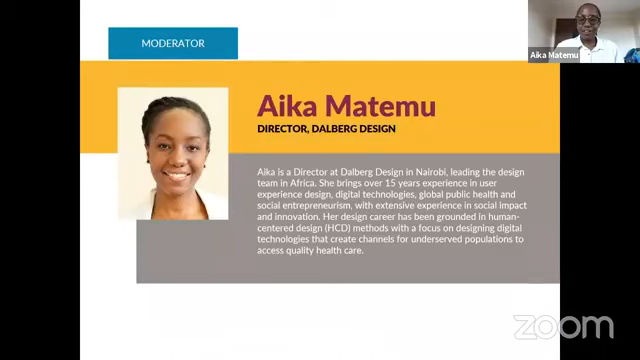 MODERATOR
Aika Matemu
Aika Matemu
DIRECTOR, DALBERG DESIGN
Aika is a Director at Dalberg Design in Nairobi, leading the design
team in Africa. She brings over 15 years experience in user
experience design, digital technologies, global public health and
social entrepreneurism, with extensive experience in social impact
and innovation. Her design career has been grounded in human-
centered design (HCD) methods with a focus on designing digital
technologies that create channels for underserved populations to
access quality health care.
zoom